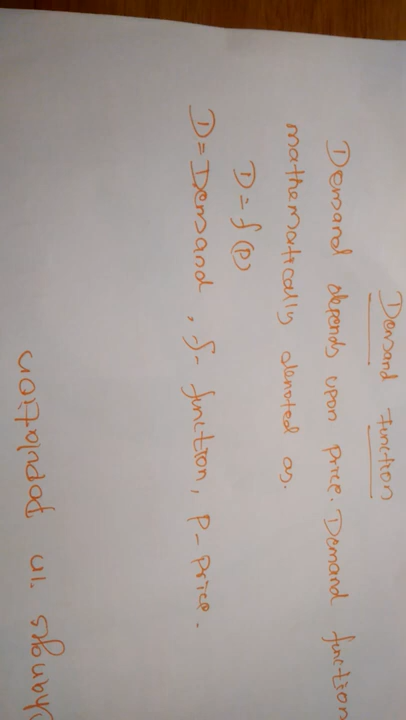 Demand function
Demand depends upon price. Demand function
mathematically denoted as.
D = f (P)
D = Demand, f - function, P - price.
changes in population